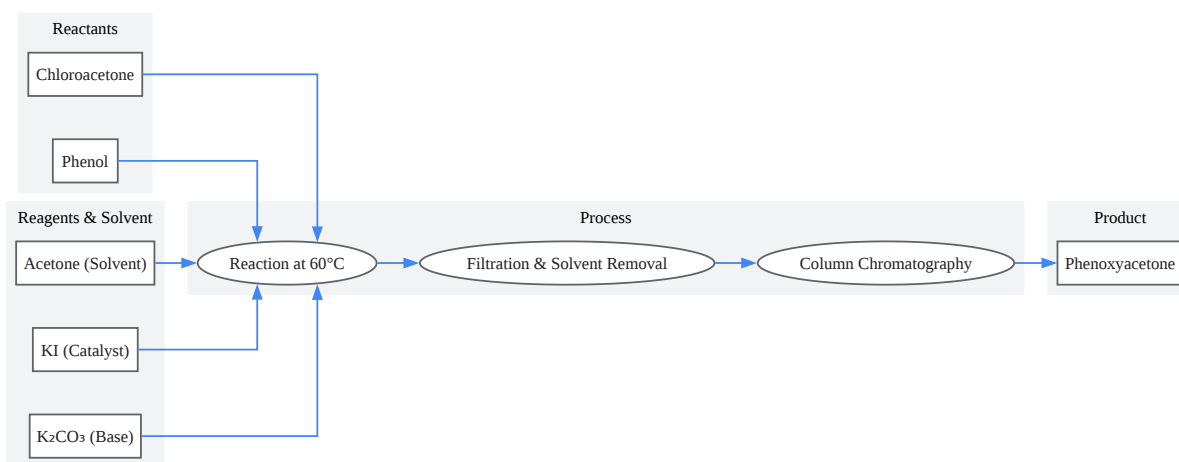 Reactants
Chloroacetone
Phenol
Reagents & Solvent
Process
Product
Acetone (Solvent)
Reaction at 60°C
Filtration & Solvent Removal
Column Chromatography
Phenoxyacetone
KI (Catalyst)
K₂CO₃ (Base)